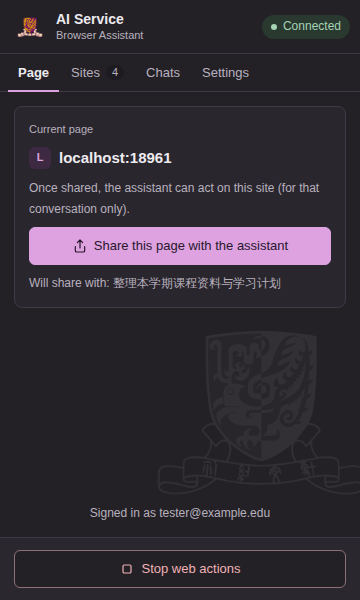 AI Service
Browser Assistant
Connected
Page
Sites 4
Chats
Settings
Current page
L
localhost:18961
Once shared, the assistant can act on this site (for that
conversation only).
Share this page with the assistant
Will share with: 整理本学期课程资料与学习计划
Signed in as tester@example.edu
Stop web actions